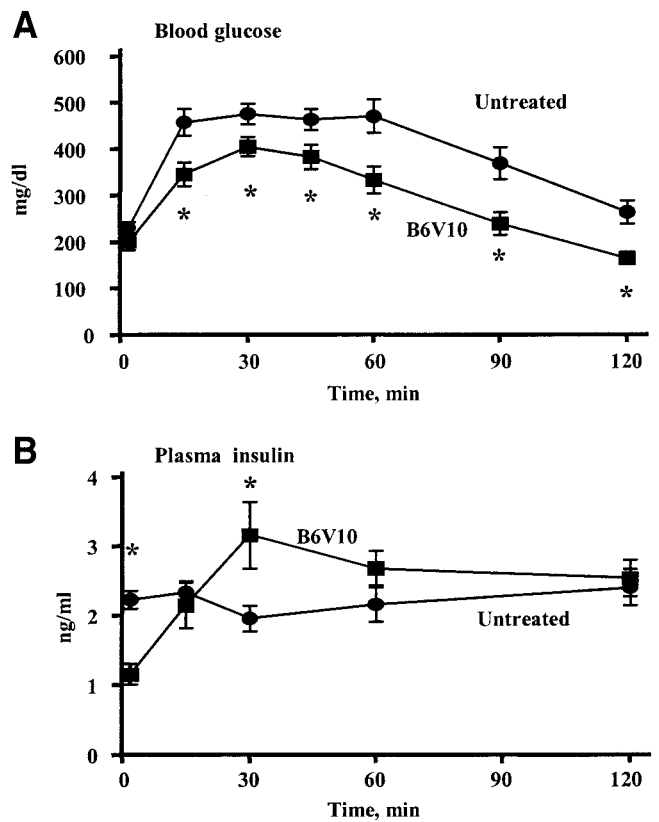 A
Blood glucose
600
500
400
300
200
100
0
mg/dl
Untreated
B6V10
*
*
*
*
*
*
0
30
60
90
120
Time, min
B
Plasma insulin
4
3
2
1
0
ng/ml
*
*
B6V10
Untreated
0
30
60
90
120
Time, min